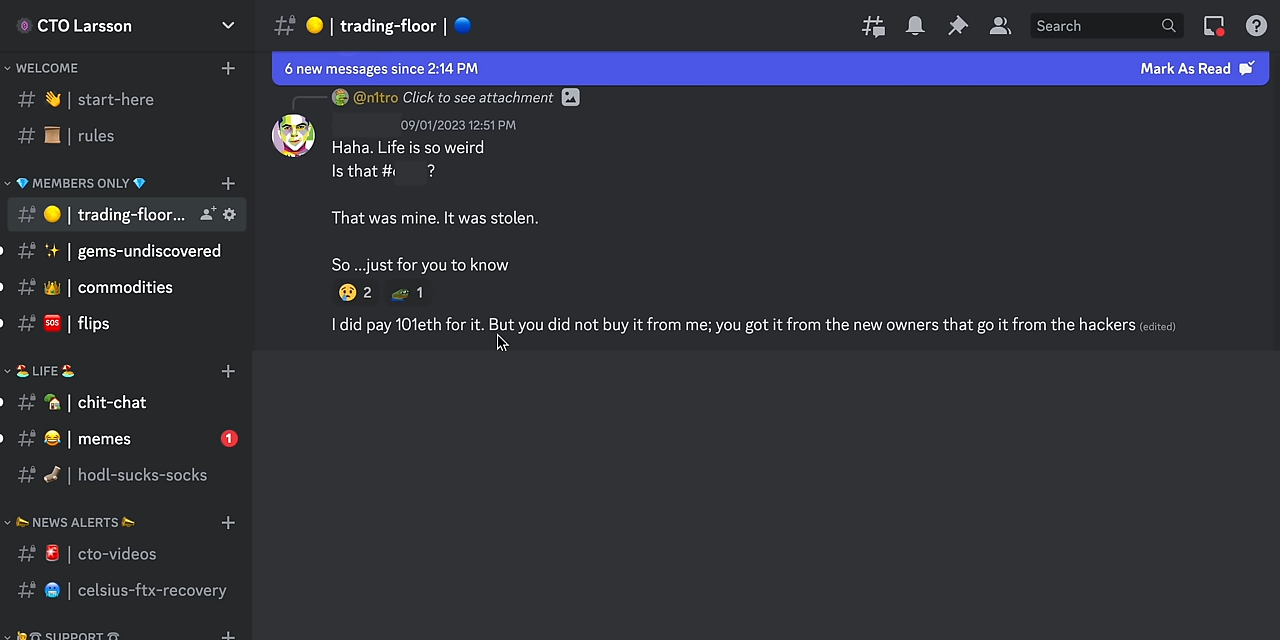 CTO Larsson
WELCOME
start-here
rules
MEMBERS ONLY
trading-floor...
gems-undiscovered
commodities
SOS
flips
LIFE
chit-chat
memes
1
hodl-sucks-socks
NEWS ALERTS
cto-videos
celsius-ftx-recovery
SUPPORT
| trading-floor |
Search
6 new messages since 2:14 PM
Mark As Read
@n1tro Click to see attachment
09/01/2023 12:51 PM
Haha. Life is so weird
Is that # ?
That was mine. It was stolen.
So ...just for you to know
2 1
I did pay 101eth for it. But you did not buy it from me; you got it from the new owners that go it from the hackers (edited)